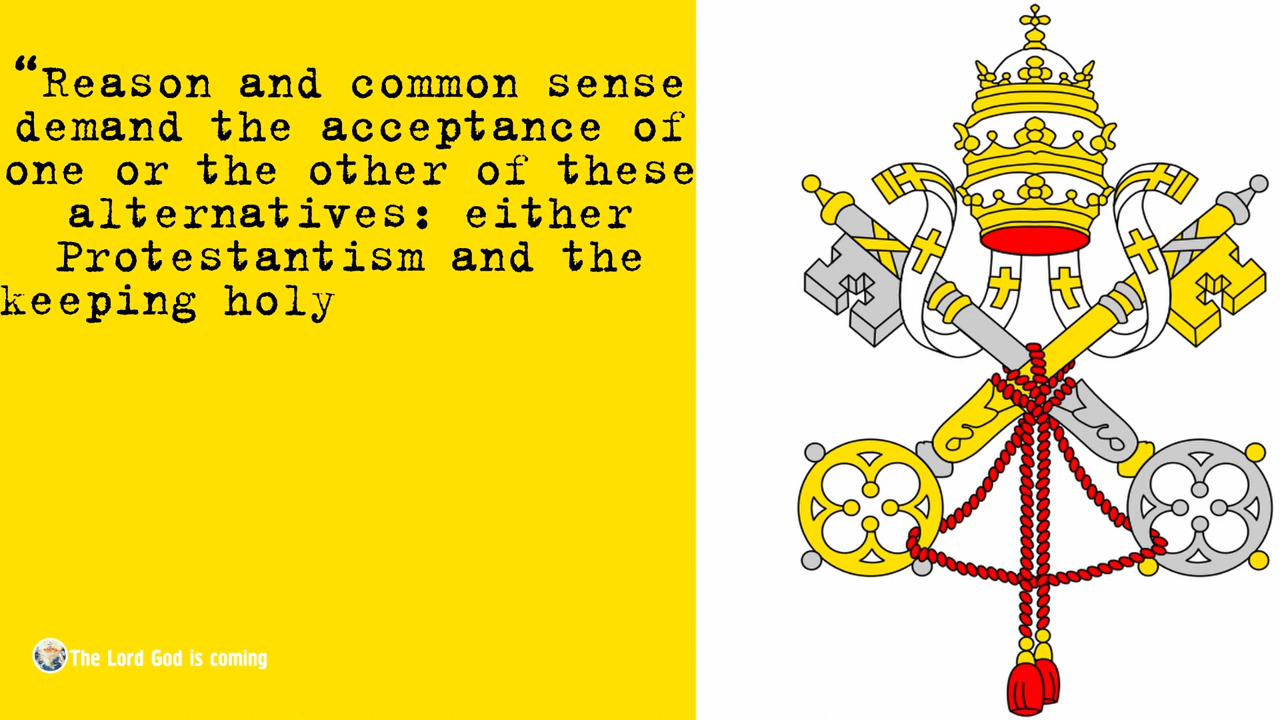 “Reason and common sense
demand the acceptance of
one or the other of these
alternatives: either
Protestantism and the
keeping holy
The Lord God is coming